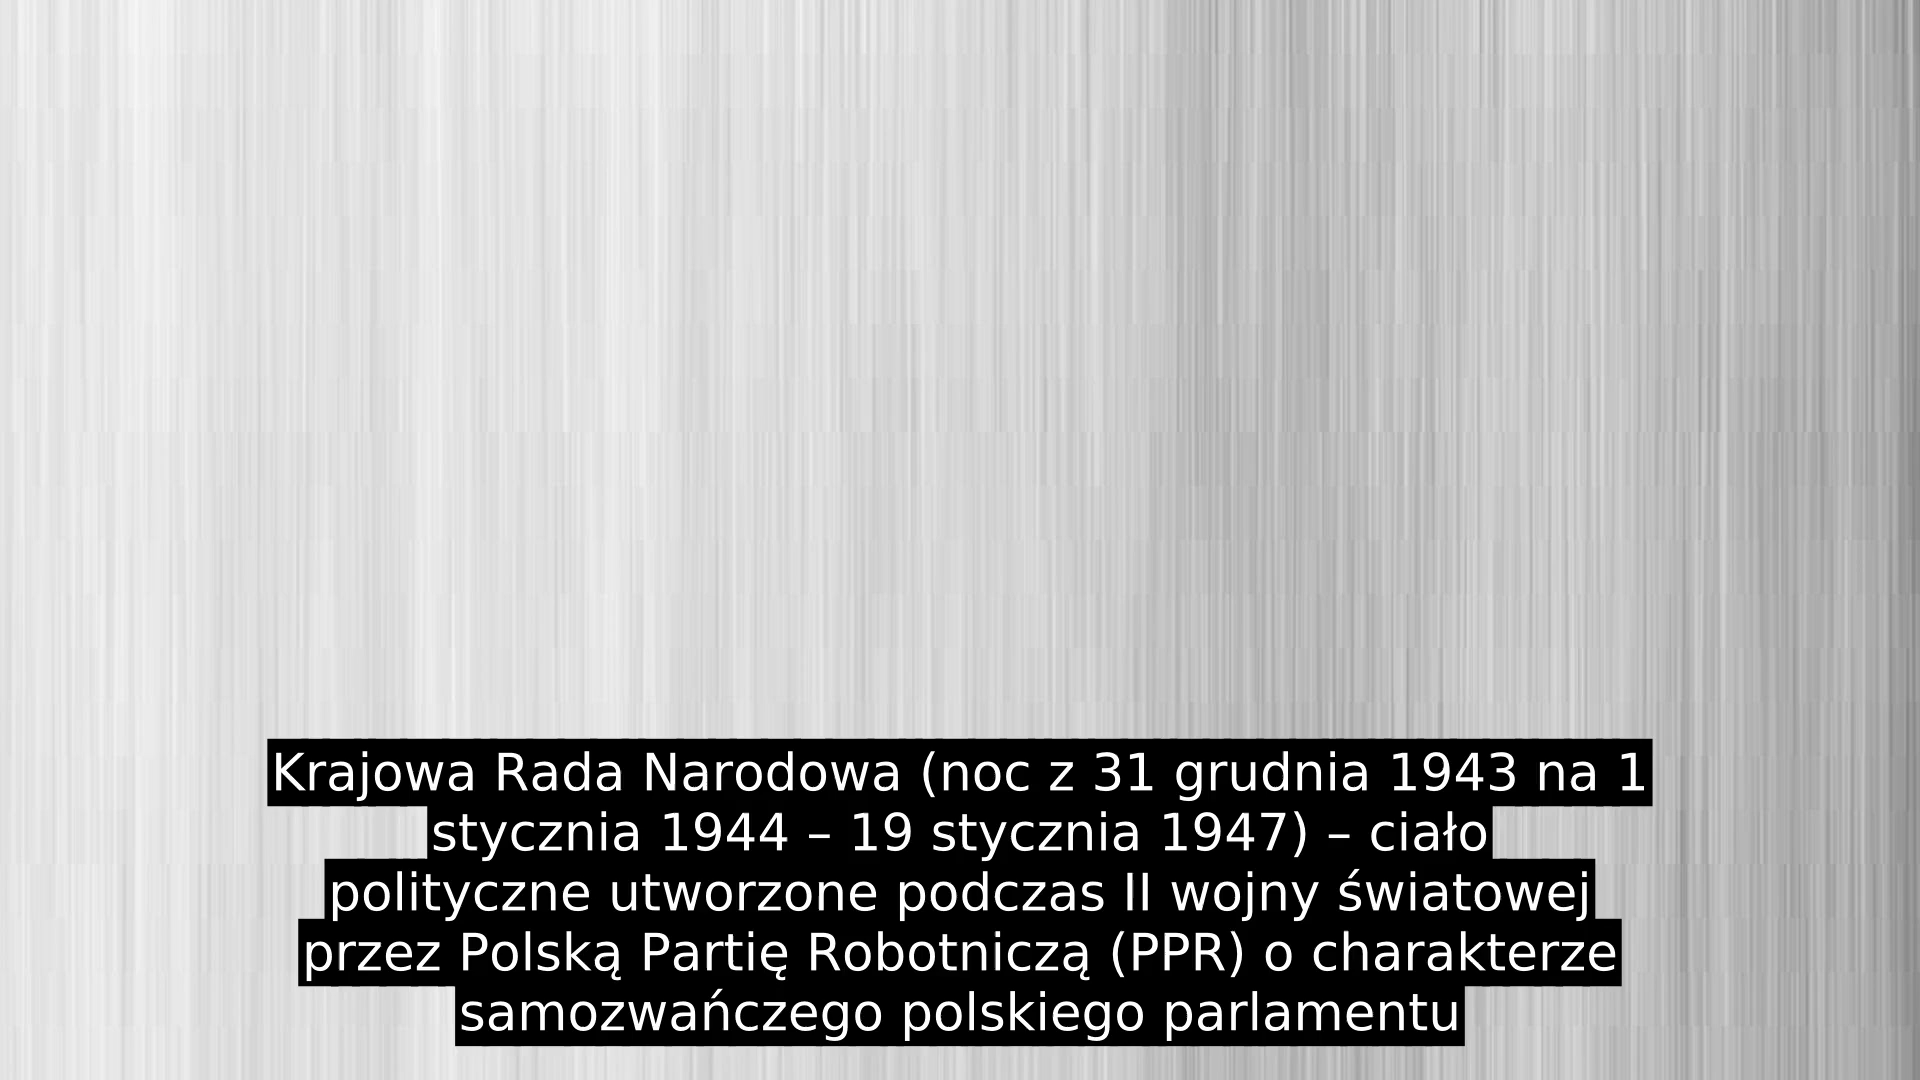 Krajowa Rada Narodowa (noc z 31 grudnia 1943 na 1
stycznia 1944 – 19 stycznia 1947) – ciało
polityczne utworzone podczas II wojny światowej
przez Polską Partię Robotniczą (PPR) o charakterze
samozwańczego polskiego parlamentu